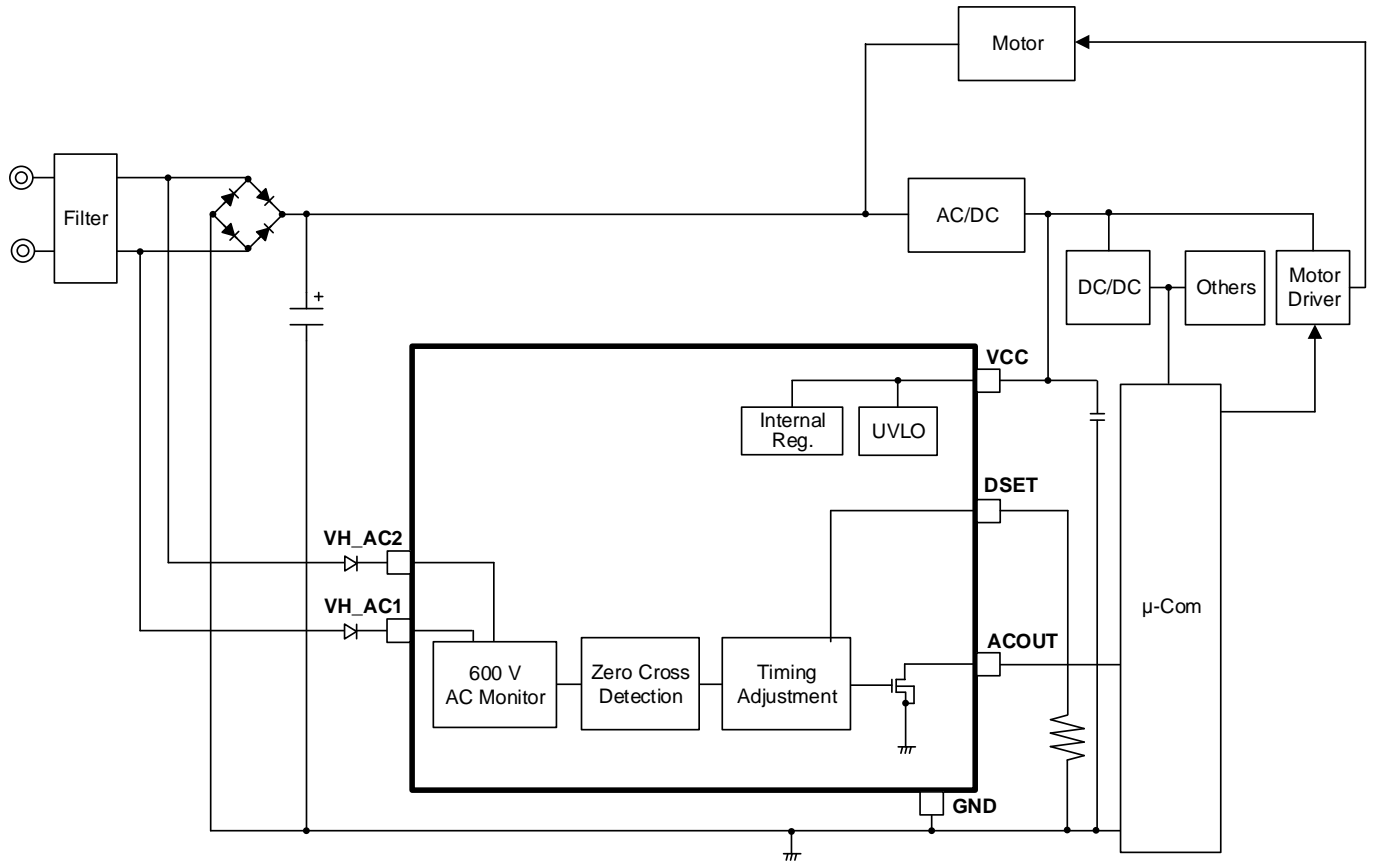 Motor
Filter
AC/DC
DC/DC
Others
Motor
Driver
+
VCC
Internal
Reg.
UVLO
DSET
VH_AC2
VH_AC1
µ-Com
ACOUT
600 V
AC Monitor
Zero Cross
Detection
Timing
Adjustment
GND